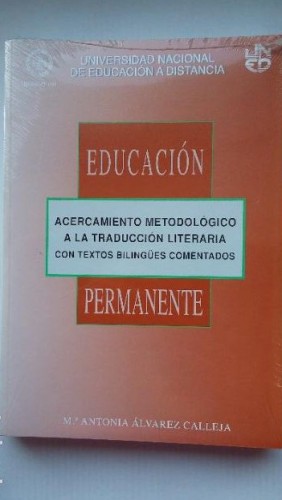 UNIVERSIDAD NACIONAL
DE EDUCACIÓN A DISTANCIA
UNED
EDUCACIÓN
ACERCAMIENTO METODOLÓGICO
A LA TRADUCCIÓN LITERARIA
CON TEXTOS BILINGÜES COMENTADOS
PERMANENTE
M.ª ANTONIA ÁLVAREZ CALLEJA